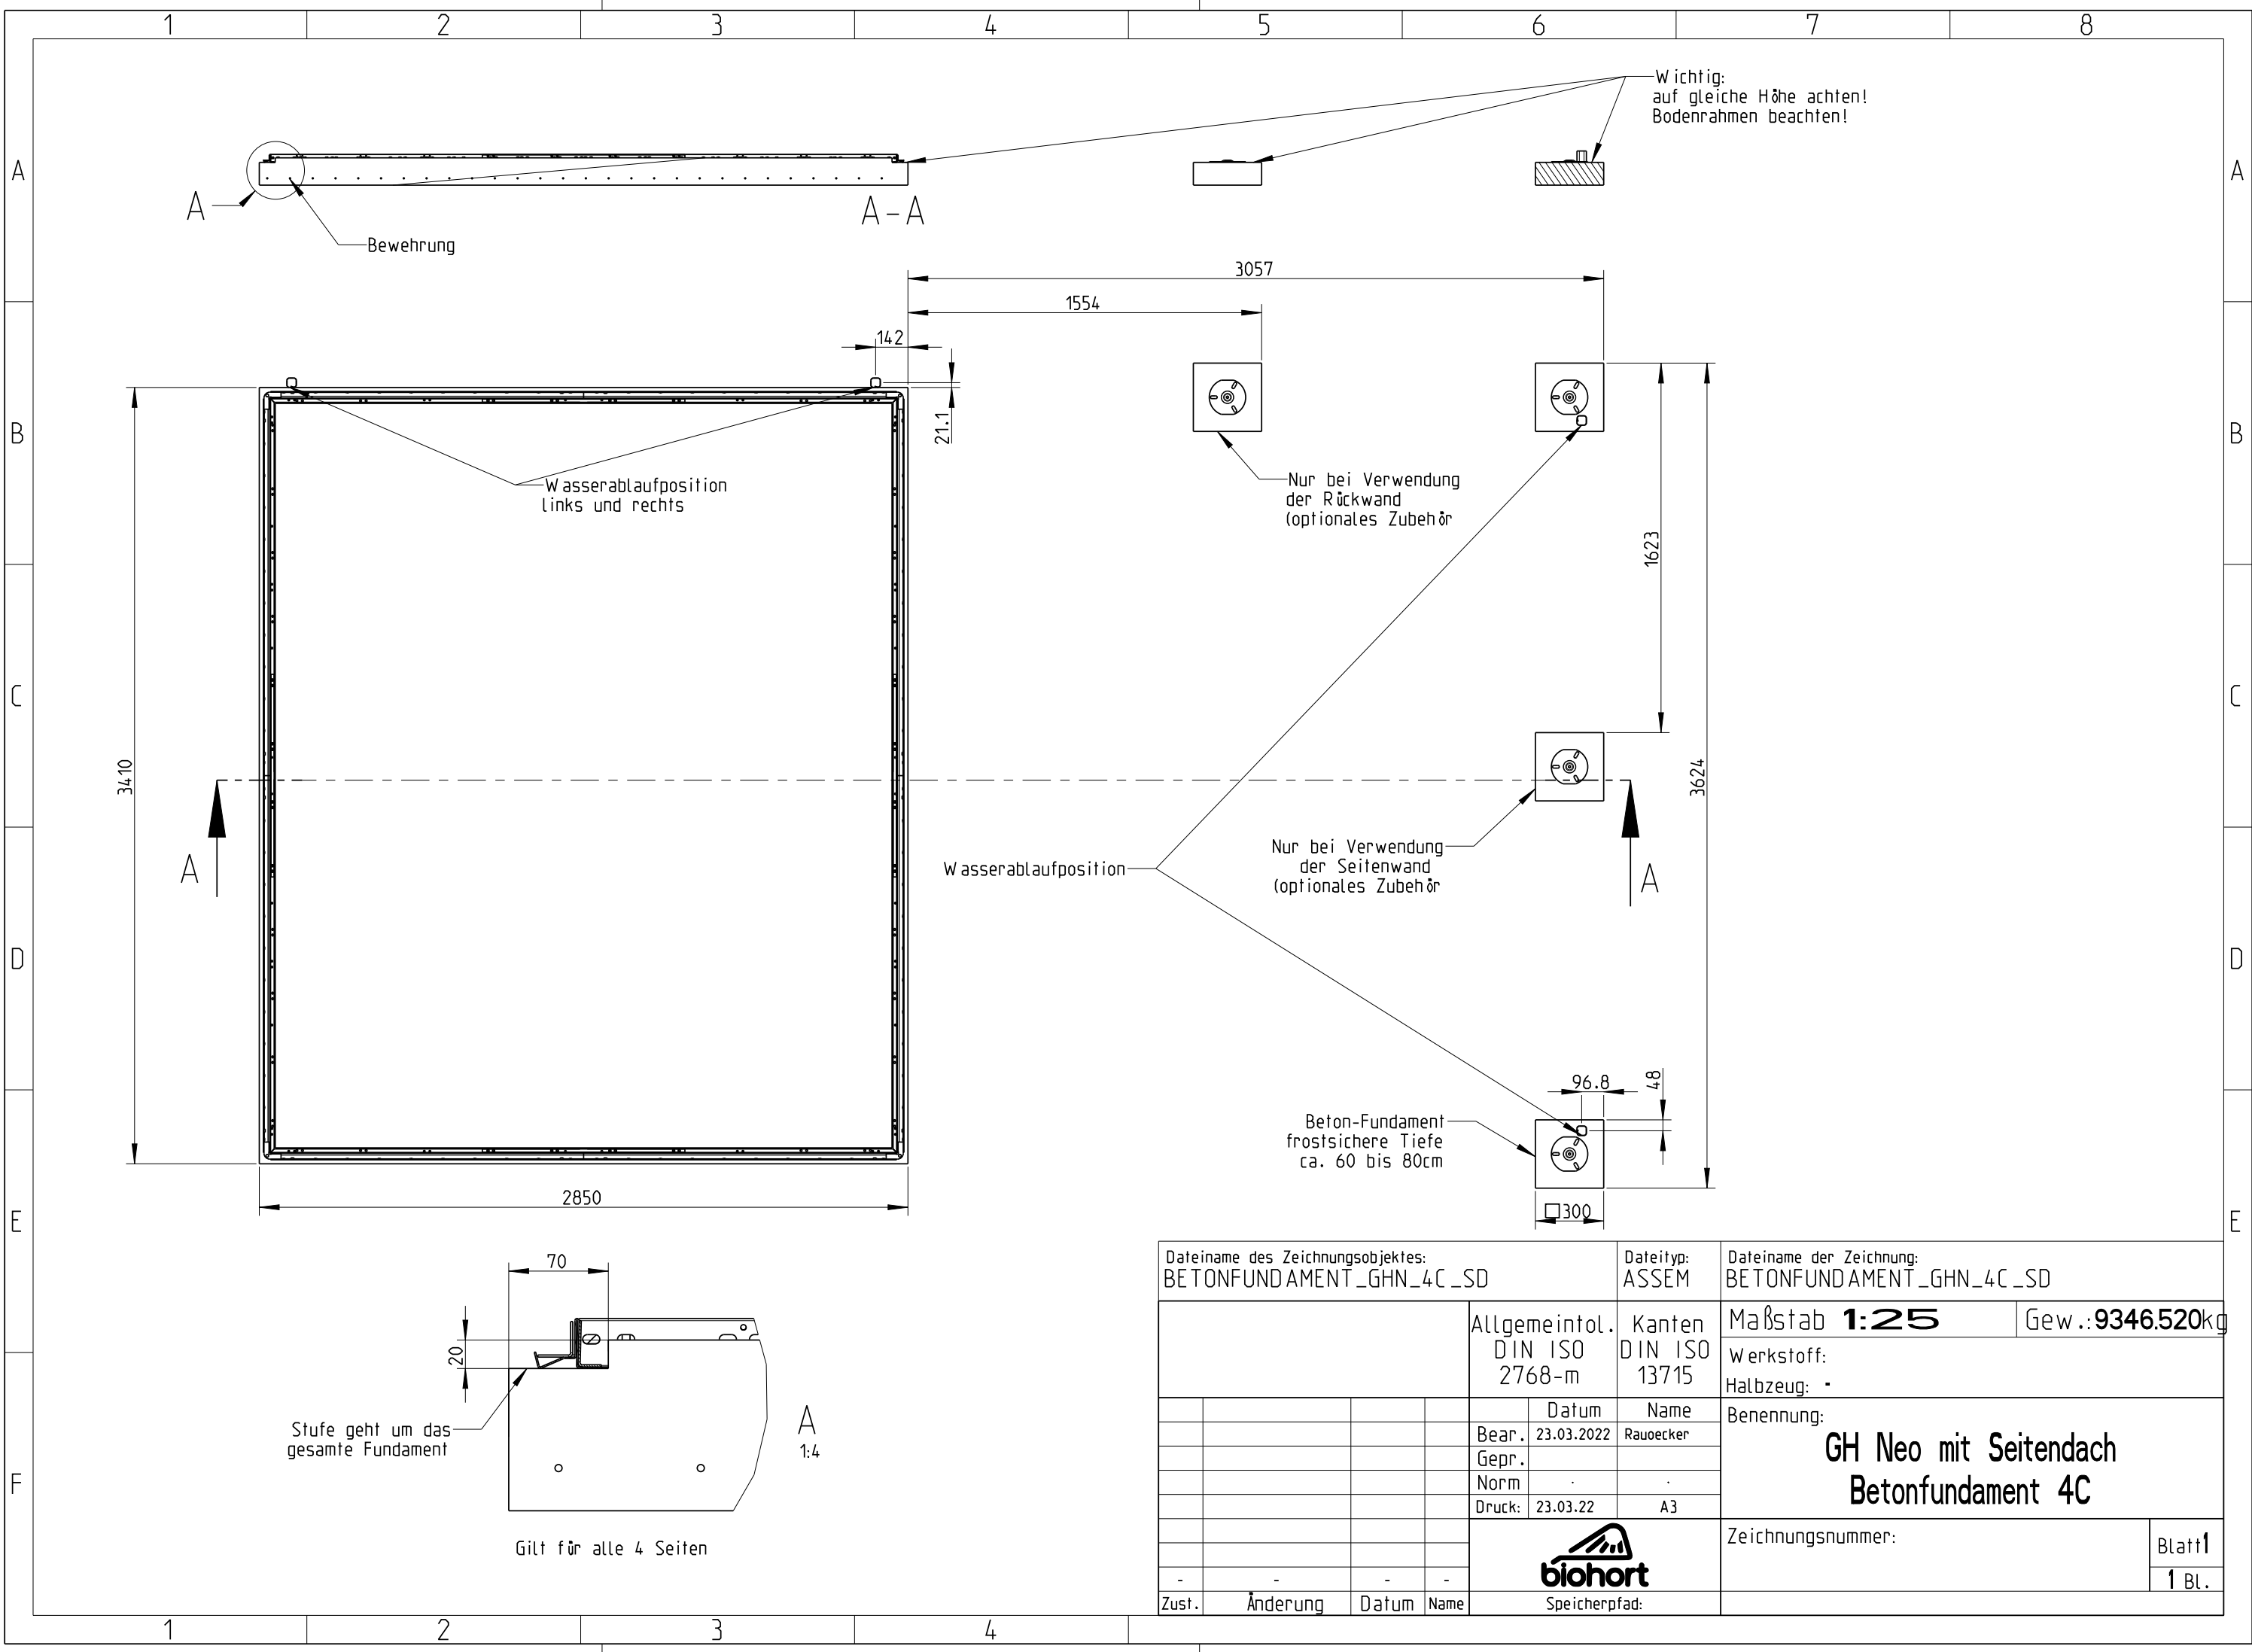 1 2 3 4 5 6 7 8
Wichtig:
auf gleiche Höhe achten!
Bodenrahmen beachten!
A
A
A
A-A
Bewehrung
3057
1554
142
21.1
B
B
Wasserablaufposition
links und rechts
Nur bei Verwendung
der Rückwand
(optionales Zubehör
1623
C
C
3410
3624
A
Wasserablaufposition
Nur bei Verwendung
der Seitenwand
(optionales Zubehör
A
D
D
96.8
48
Beton-Fundament
frostsichere Tiefe
ca. 60 bis 80cm
2850
□300
E
E
70
20
Stufe geht um das
gesamte Fundament
A
1:4
F
Gilt für alle 4 Seiten
Dateiname des Zeichnungsobjektes:
BETONFUNDAMENT_GHN_4C_SD
Dateityp:
ASSEM
Dateiname der Zeichnung:
BETONFUNDAMENT_GHN_4C_SD
Allgemeintol.
DIN ISO
2768-m
Kanten
DIN ISO
13715
Maßstab 1:25
Gew.:9346.520kg
Werkstoff:
Halbzeug: -
Datum Name
Bear. 23.03.2022 Rauoecker
Gepr.
Norm . .
Druck: 23.03.22 A3
Benennung:
GH Neo mit Seitendach
Betonfundament 4C
biohort
Speicherpfad:
Zeichnungsnummer:
Blatt1
1 Bl.
- - - -
Zust. Änderung Datum Name
1 2 3 4